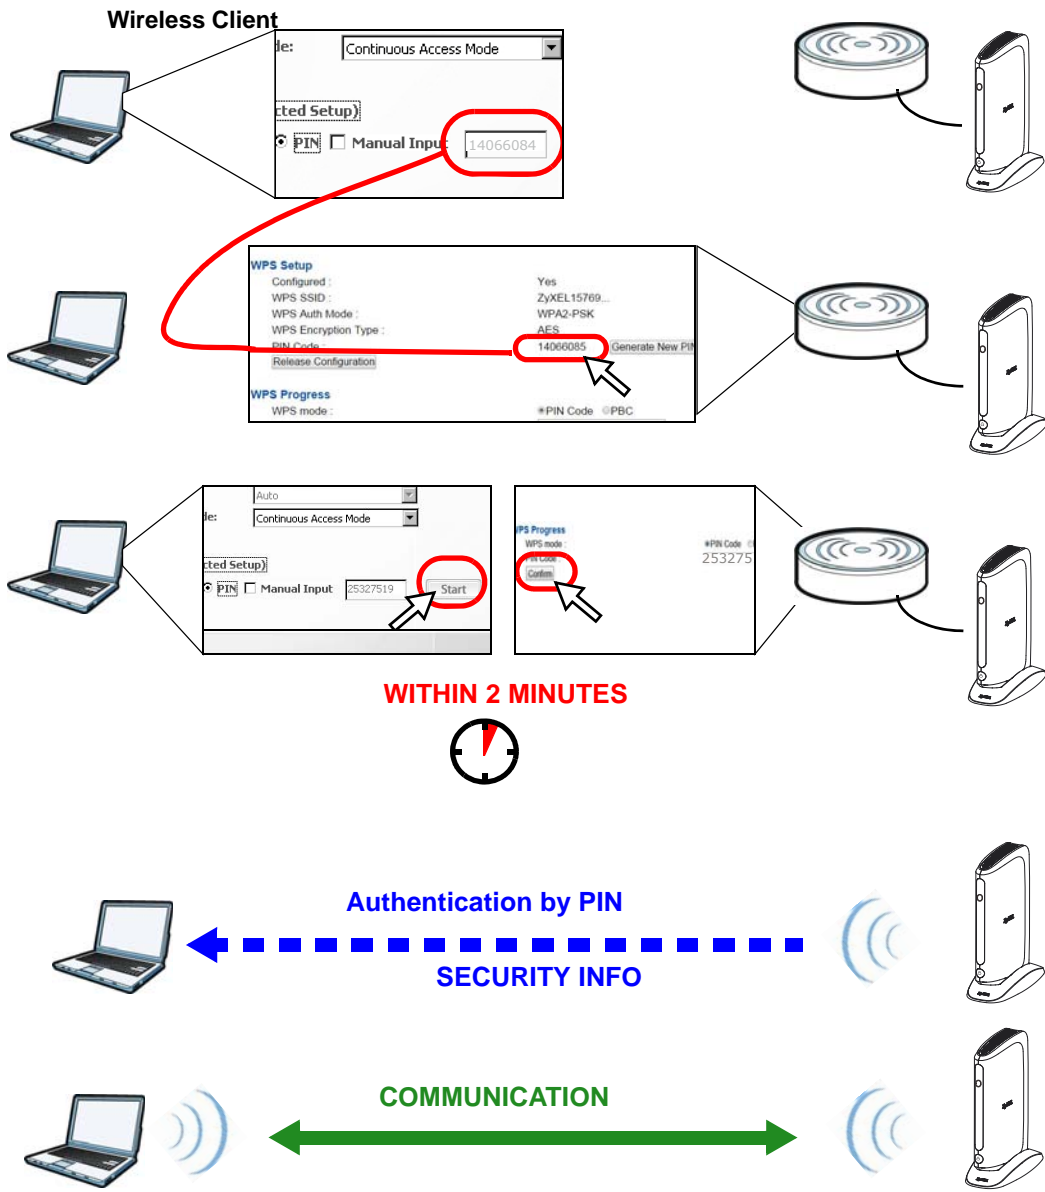 Wireless Client
de:
Continuous Access Mode
cted Setup)
PIN
Manual Input
14066084
WPS Setup
Configured :
Yes
WPS SSID :
ZyXEL15769...
WPS Auth Mode :
WPA2-PSK
WPS Encryption Type :
AES
PIN Code :
14066085
Generate New PIN
Release Configuration
WPS Progress
WPS mode :
PIN Code
PBC
Auto
de:
Continuous Access Mode
cted Setup)
PIN
Manual Input
25327519
Start
WPS Progress
WPS mode :
PIN Code
PIN Code :
253275
Confirm
WITHIN 2 MINUTES
Authentication by PIN
SECURITY INFO
COMMUNICATION